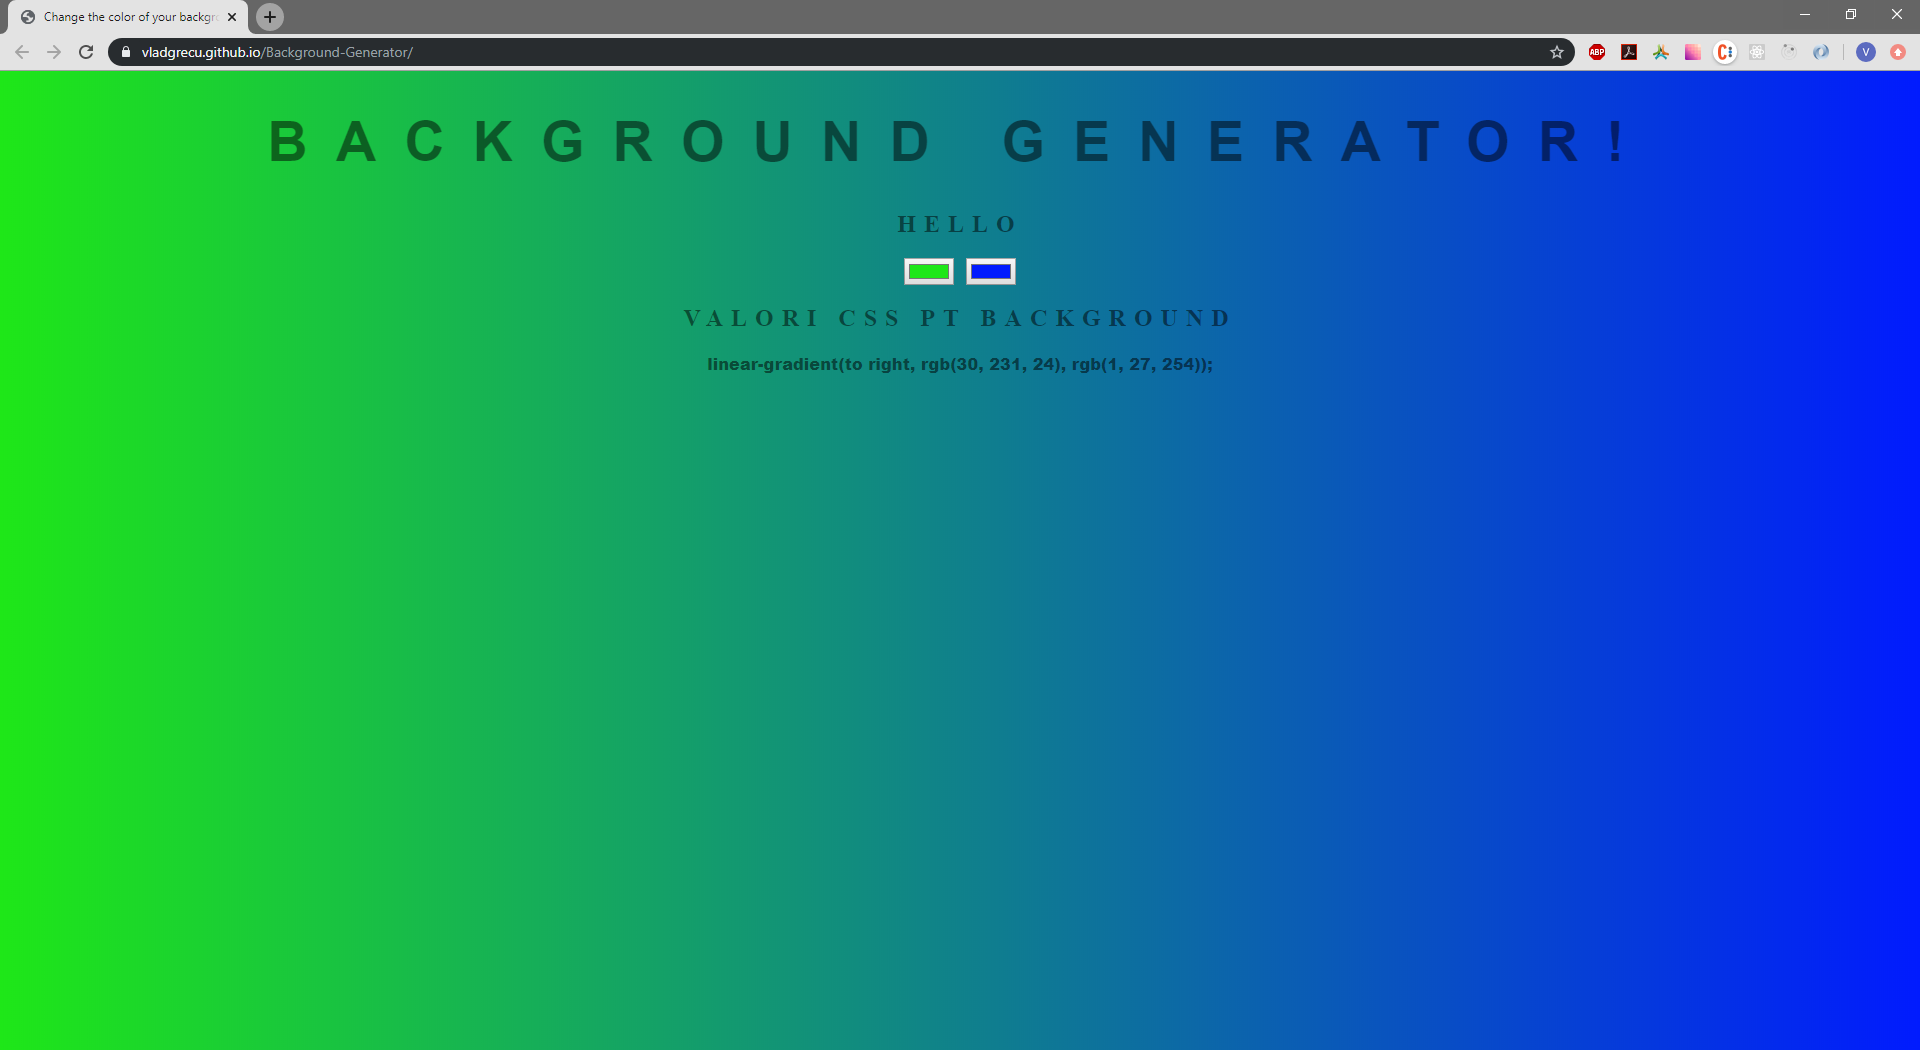 Change the color of your backgr
vladgrecu.github.io/Background-Generator/
ABP
V
BACKGROUND GENERATOR!
HELLO
VALORI CSS PT BACKGROUND
linear-gradient(to right, rgb(30, 231, 24), rgb(1, 27, 254));